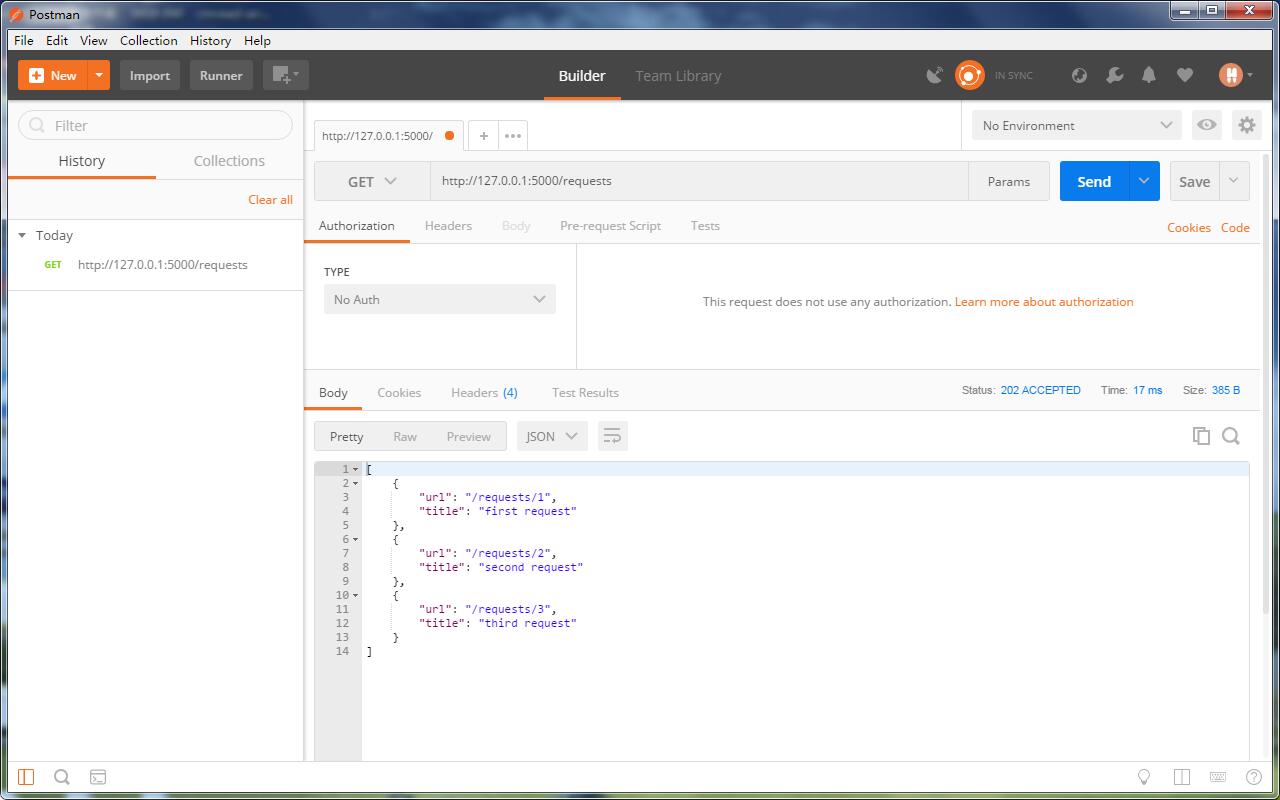 Postman
File Edit View Collection History Help
New Import Runner Builder Team Library IN SYNC
Filter
History Collections
Clear all
Today
GET http://127.0.0.1:5000/requests
http://127.0.0.1:5000/ + ••• No Environment
GET http://127.0.0.1:5000/requests Params Send Save
Authorization Headers Body Pre-request Script Tests Cookies Code
TYPE
No Auth
This request does not use any authorization. Learn more about authorization
Body Cookies Headers (4) Test Results Status: 202 ACCEPTED Time: 17 ms Size: 385 B
Pretty Raw Preview JSON
1 [
2 {
3 "url": "/requests/1",
4 "title": "first request"
5 },
6 {
7 "url": "/requests/2",
8 "title": "second request"
9 },
10 {
11 "url": "/requests/3",
12 "title": "third request"
13 }
14 ]